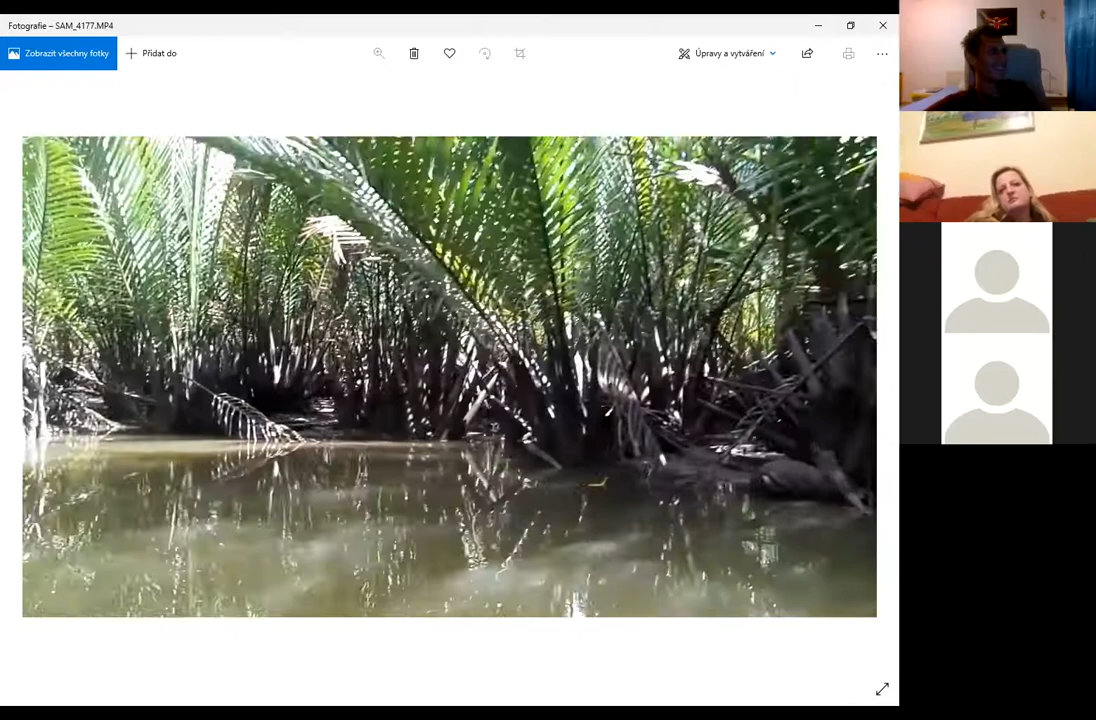 Fotografie – SAM_4177.MP4
Zobrazit všechny fotky
Přidat do
Úpravy a vytváření